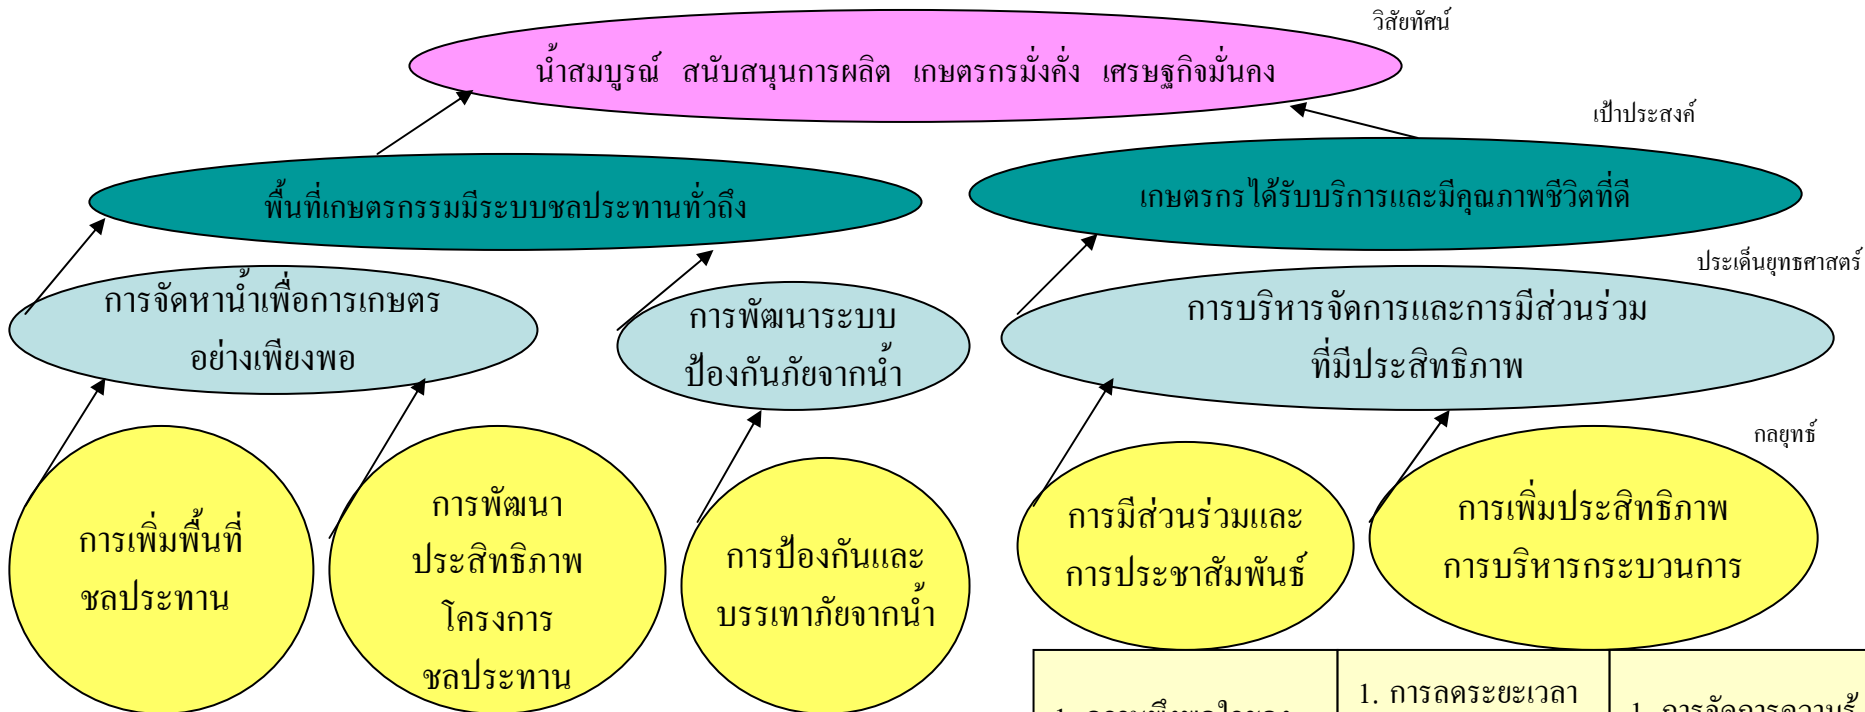 วิสัยทัศน์
น้ำสมบูรณ์ สนับสนุนการผลิต เกษตรกรมั่งคั่ง เศรษฐกิจมั่นคง
เป้าประสงค์
พื้นที่เกษตรกรรมมีระบบชลประทานทั่วถึง
เกษตรกรได้รับบริการและมีคุณภาพชีวิตที่ดี
ประเด็นยุทธศาสตร์
การจัดหาน้ำเพื่อการเกษตร
อย่างเพียงพอ
การพัฒนาระบบ
ป้องกันภัยจากน้ำ
การบริหารจัดการและการมีส่วนร่วม
ที่มีประสิทธิภาพ
กลยุทธ์
การเพิ่มพื้นที่
ชลประทาน
การพัฒนา
ประสิทธิภาพ
โครงการ
ชลประทาน
การป้องกันและ
บรรเทาภัยจากน้ำ
การมีส่วนร่วมและ
การประชาสัมพันธ์
การเพิ่มประสิทธิภาพ
การบริหารกระบวนการ
1. การลดระยะเวลา
1. การจัดการความรู้